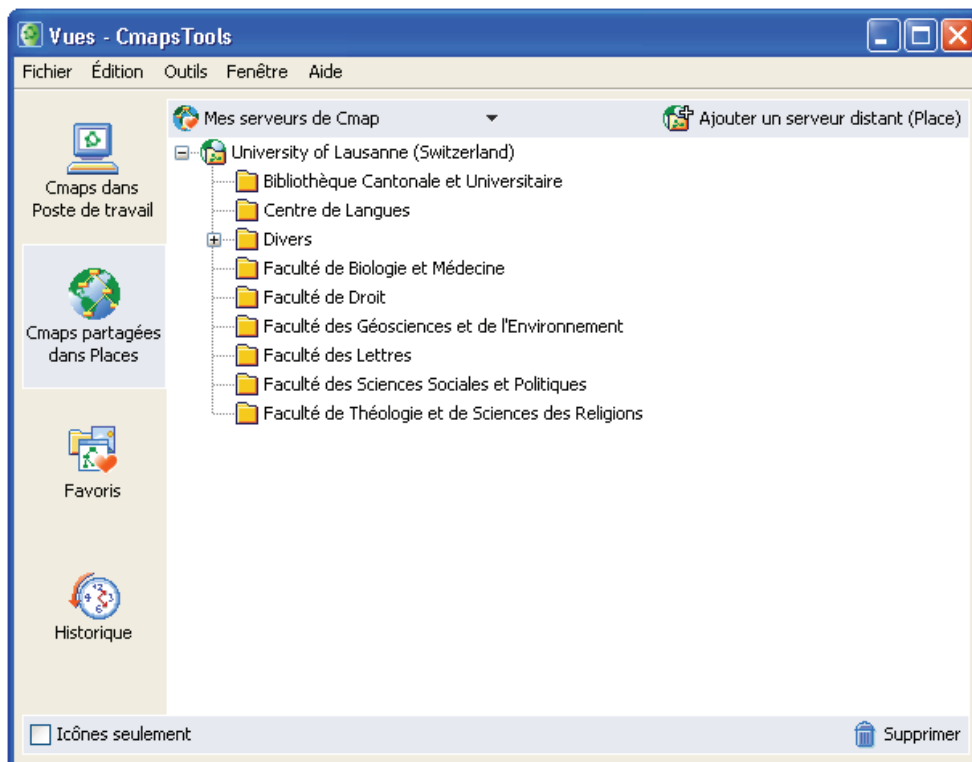 Vues - CmapsTools
Fichier Édition Outils Fenêtre Aide
Mes serveurs de Cmap
Ajouter un serveur distant (Place)
Cmaps dans
Poste de travail
Cmaps partagées
dans Places
Favoris
Historique
University of Lausanne (Switzerland)
Bibliothèque Cantonale et Universitaire
Centre de Langues
Divers
Faculté de Biologie et Médecine
Faculté de Droit
Faculté des Géosciences et de l'Environnement
Faculté des Lettres
Faculté des Sciences Sociales et Politiques
Faculté de Théologie et de Sciences des Religions
Icônes seulement
Supprimer